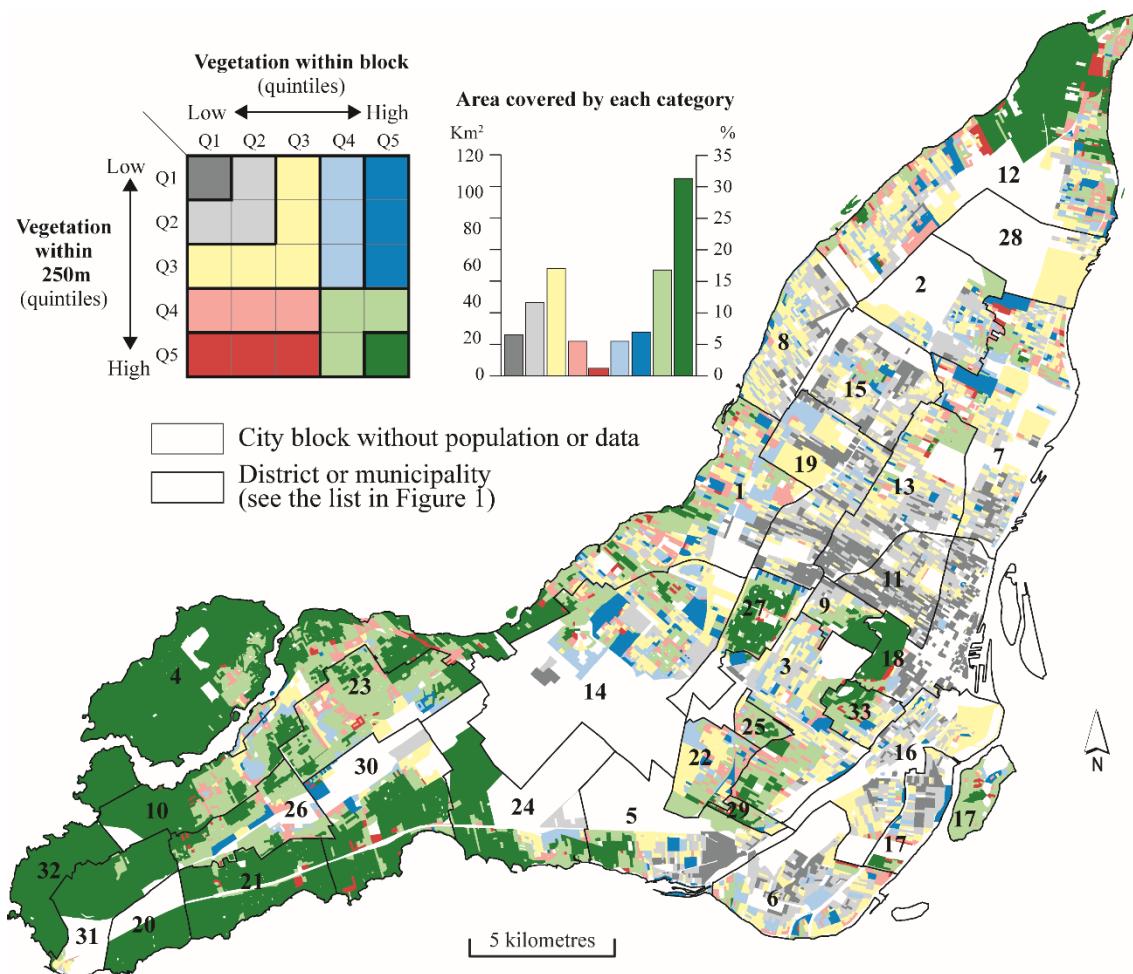 Vegetation within block
(quintiles)
Low High
Q1 Q2 Q3 Q4 Q5
Low
Q1
Q2
Vegetation
within
250m
(quintiles)
Q3
Q4
High
Q5
Area covered by each category
Km² %
120 35
100 30
80 25
60 20
40 15
20 10
0 5
0
City block without population or data
District or municipality
(see the list in Figure 1)
12
28
2
8
15
7
19
1
13
11
27
9
3
18
4
23
14
33
25
16
22
30
10
26
24
5
29
17
17
32
21
6
20
31
N
5 kilometres